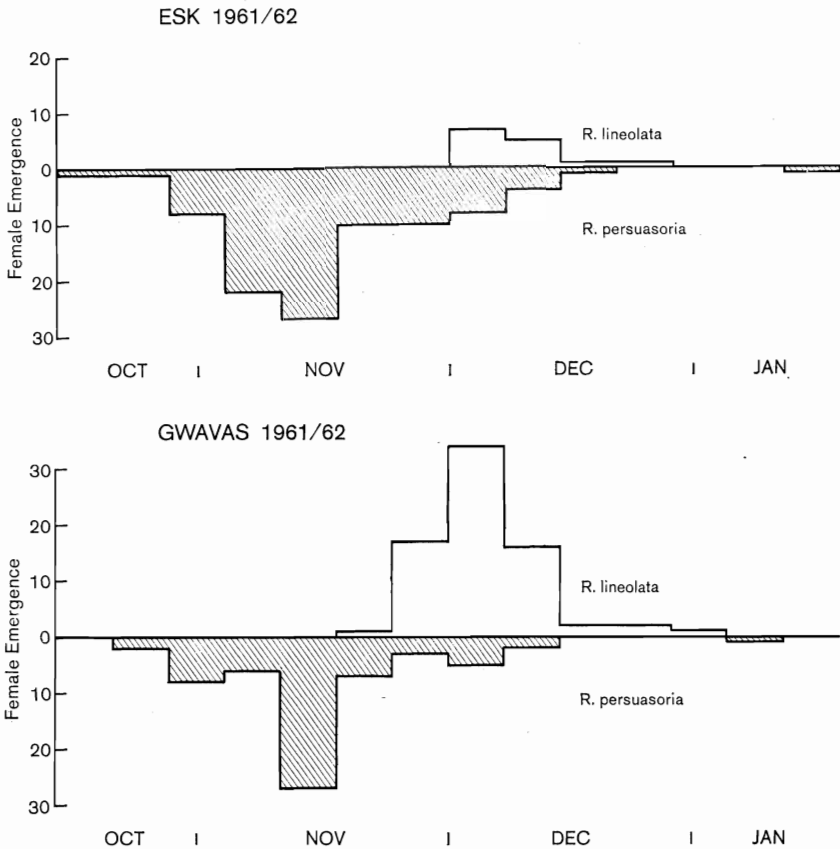 ESK 1961/62
20
10
0
10
20
30
Female Emergence
R. lineolata
R. persuasoria
OCT I NOV I DEC I JAN
GWAVAS 1961/62
30
20
10
0
10
20
30
Female Emergence
R. lineolata
R. persuasoria
OCT I NOV I DEC I JAN